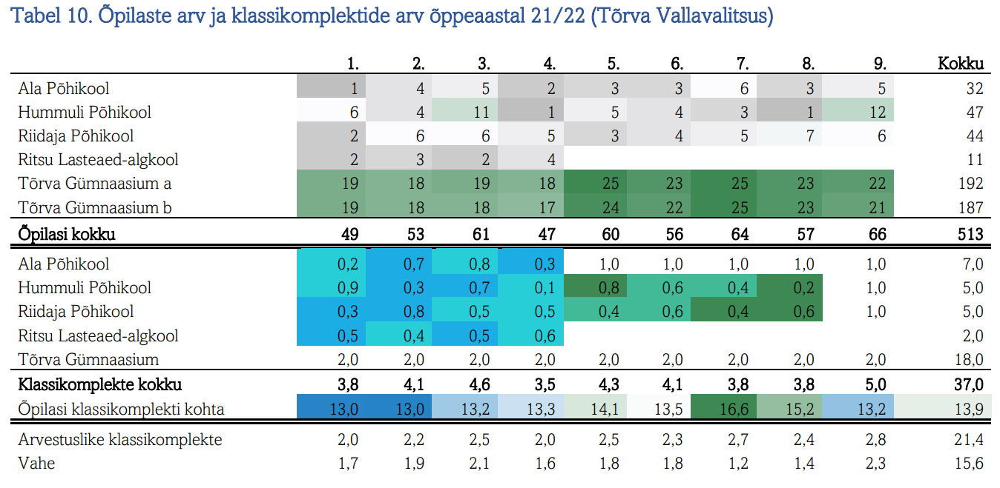 Tabel 10. Õpilaste arv ja klassikomplektide arv õppeaastal 21/22 (Tõrva Vallavalitsus)
1. 2. 3. 4. 5. 6. 7. 8. 9. Kokku
Ala Põhikool 1 4 5 2 3 3 6 3 5 32
Hummuli Põhikool 6 4 11 1 5 4 3 1 12 47
Riidaja Põhikool 2 6 6 5 3 4 5 7 6 44
Ritsu Lasteaed-algkool 2 3 2 4 11
Tõrva Gümnaasium a 19 18 19 18 25 23 25 23 22 192
Tõrva Gümnaasium b 19 18 18 17 24 22 25 23 21 187
Õpilasi kokku 49 53 61 47 60 56 64 57 66 513
Ala Põhikool 0,2 0,7 0,8 0,3 1,0 1,0 1,0 1,0 1,0 7,0
Hummuli Põhikool 0,9 0,3 0,7 0,1 0,8 0,6 0,4 0,2 1,0 5,0
Riidaja Põhikool 0,3 0,8 0,5 0,5 0,4 0,6 0,4 0,6 1,0 5,0
Ritsu Lasteaed-algkool 0,5 0,4 0,5 0,6 2,0
Tõrva Gümnaasium 2,0 2,0 2,0 2,0 2,0 2,0 2,0 2,0 2,0 18,0
Klassikomplekte kokku 3,8 4,1 4,6 3,5 4,3 4,1 3,8 3,8 5,0 37,0
Õpilasi klassikomplekti kohta 13,0 13,0 13,2 13,3 14,1 13,5 16,6 15,2 13,2 13,9
Arvestuslike klassikomplekte 2,0 2,2 2,5 2,0 2,5 2,3 2,7 2,4 2,8 21,4
Vahe 1,7 1,9 2,1 1,6 1,8 1,8 1,2 1,4 2,3 15,6